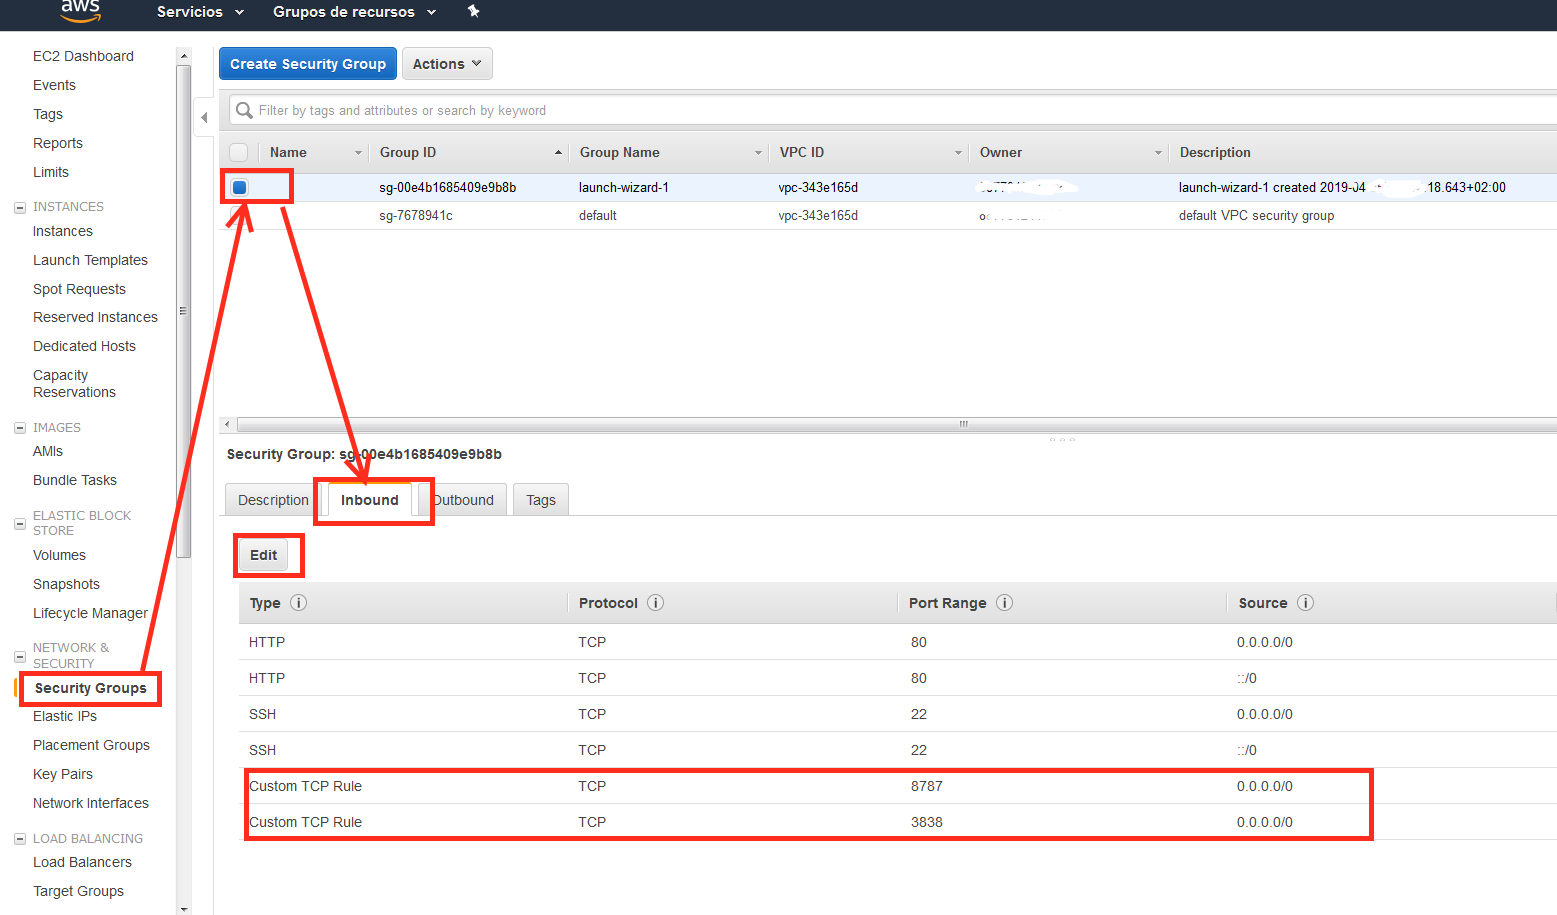 aws Servicios Grupos de recursos
EC2 Dashboard
Events
Tags
Reports
Limits
INSTANCES
Instances
Launch Templates
Spot Requests
Reserved Instances
Dedicated Hosts
Capacity
Reservations
IMAGES
AMIs
Bundle Tasks
ELASTIC BLOCK
STORE
Volumes
Snapshots
Lifecycle Manager
NETWORK &
SECURITY
Security Groups
Elastic IPs
Placement Groups
Key Pairs
Network Interfaces
LOAD BALANCING
Load Balancers
Target Groups
Create Security Group Actions
Filter by tags and attributes or search by keyword
Name Group ID Group Name VPC ID Owner Description
sg-00e4b1685409e9b8b launch-wizard-1 vpc-343e165d launch-wizard-1 created 2019-04 18.643+02:00
sg-7678941c default vpc-343e165d default VPC security group
Security Group: sg-00e4b1685409e9b8b
Description Inbound Outbound Tags
Edit
Type Protocol Port Range Source
HTTP TCP 80 0.0.0.0/0
HTTP TCP 80 ::/0
SSH TCP 22 0.0.0.0/0
SSH TCP 22 ::/0
Custom TCP Rule TCP 8787 0.0.0.0/0
Custom TCP Rule TCP 3838 0.0.0.0/0